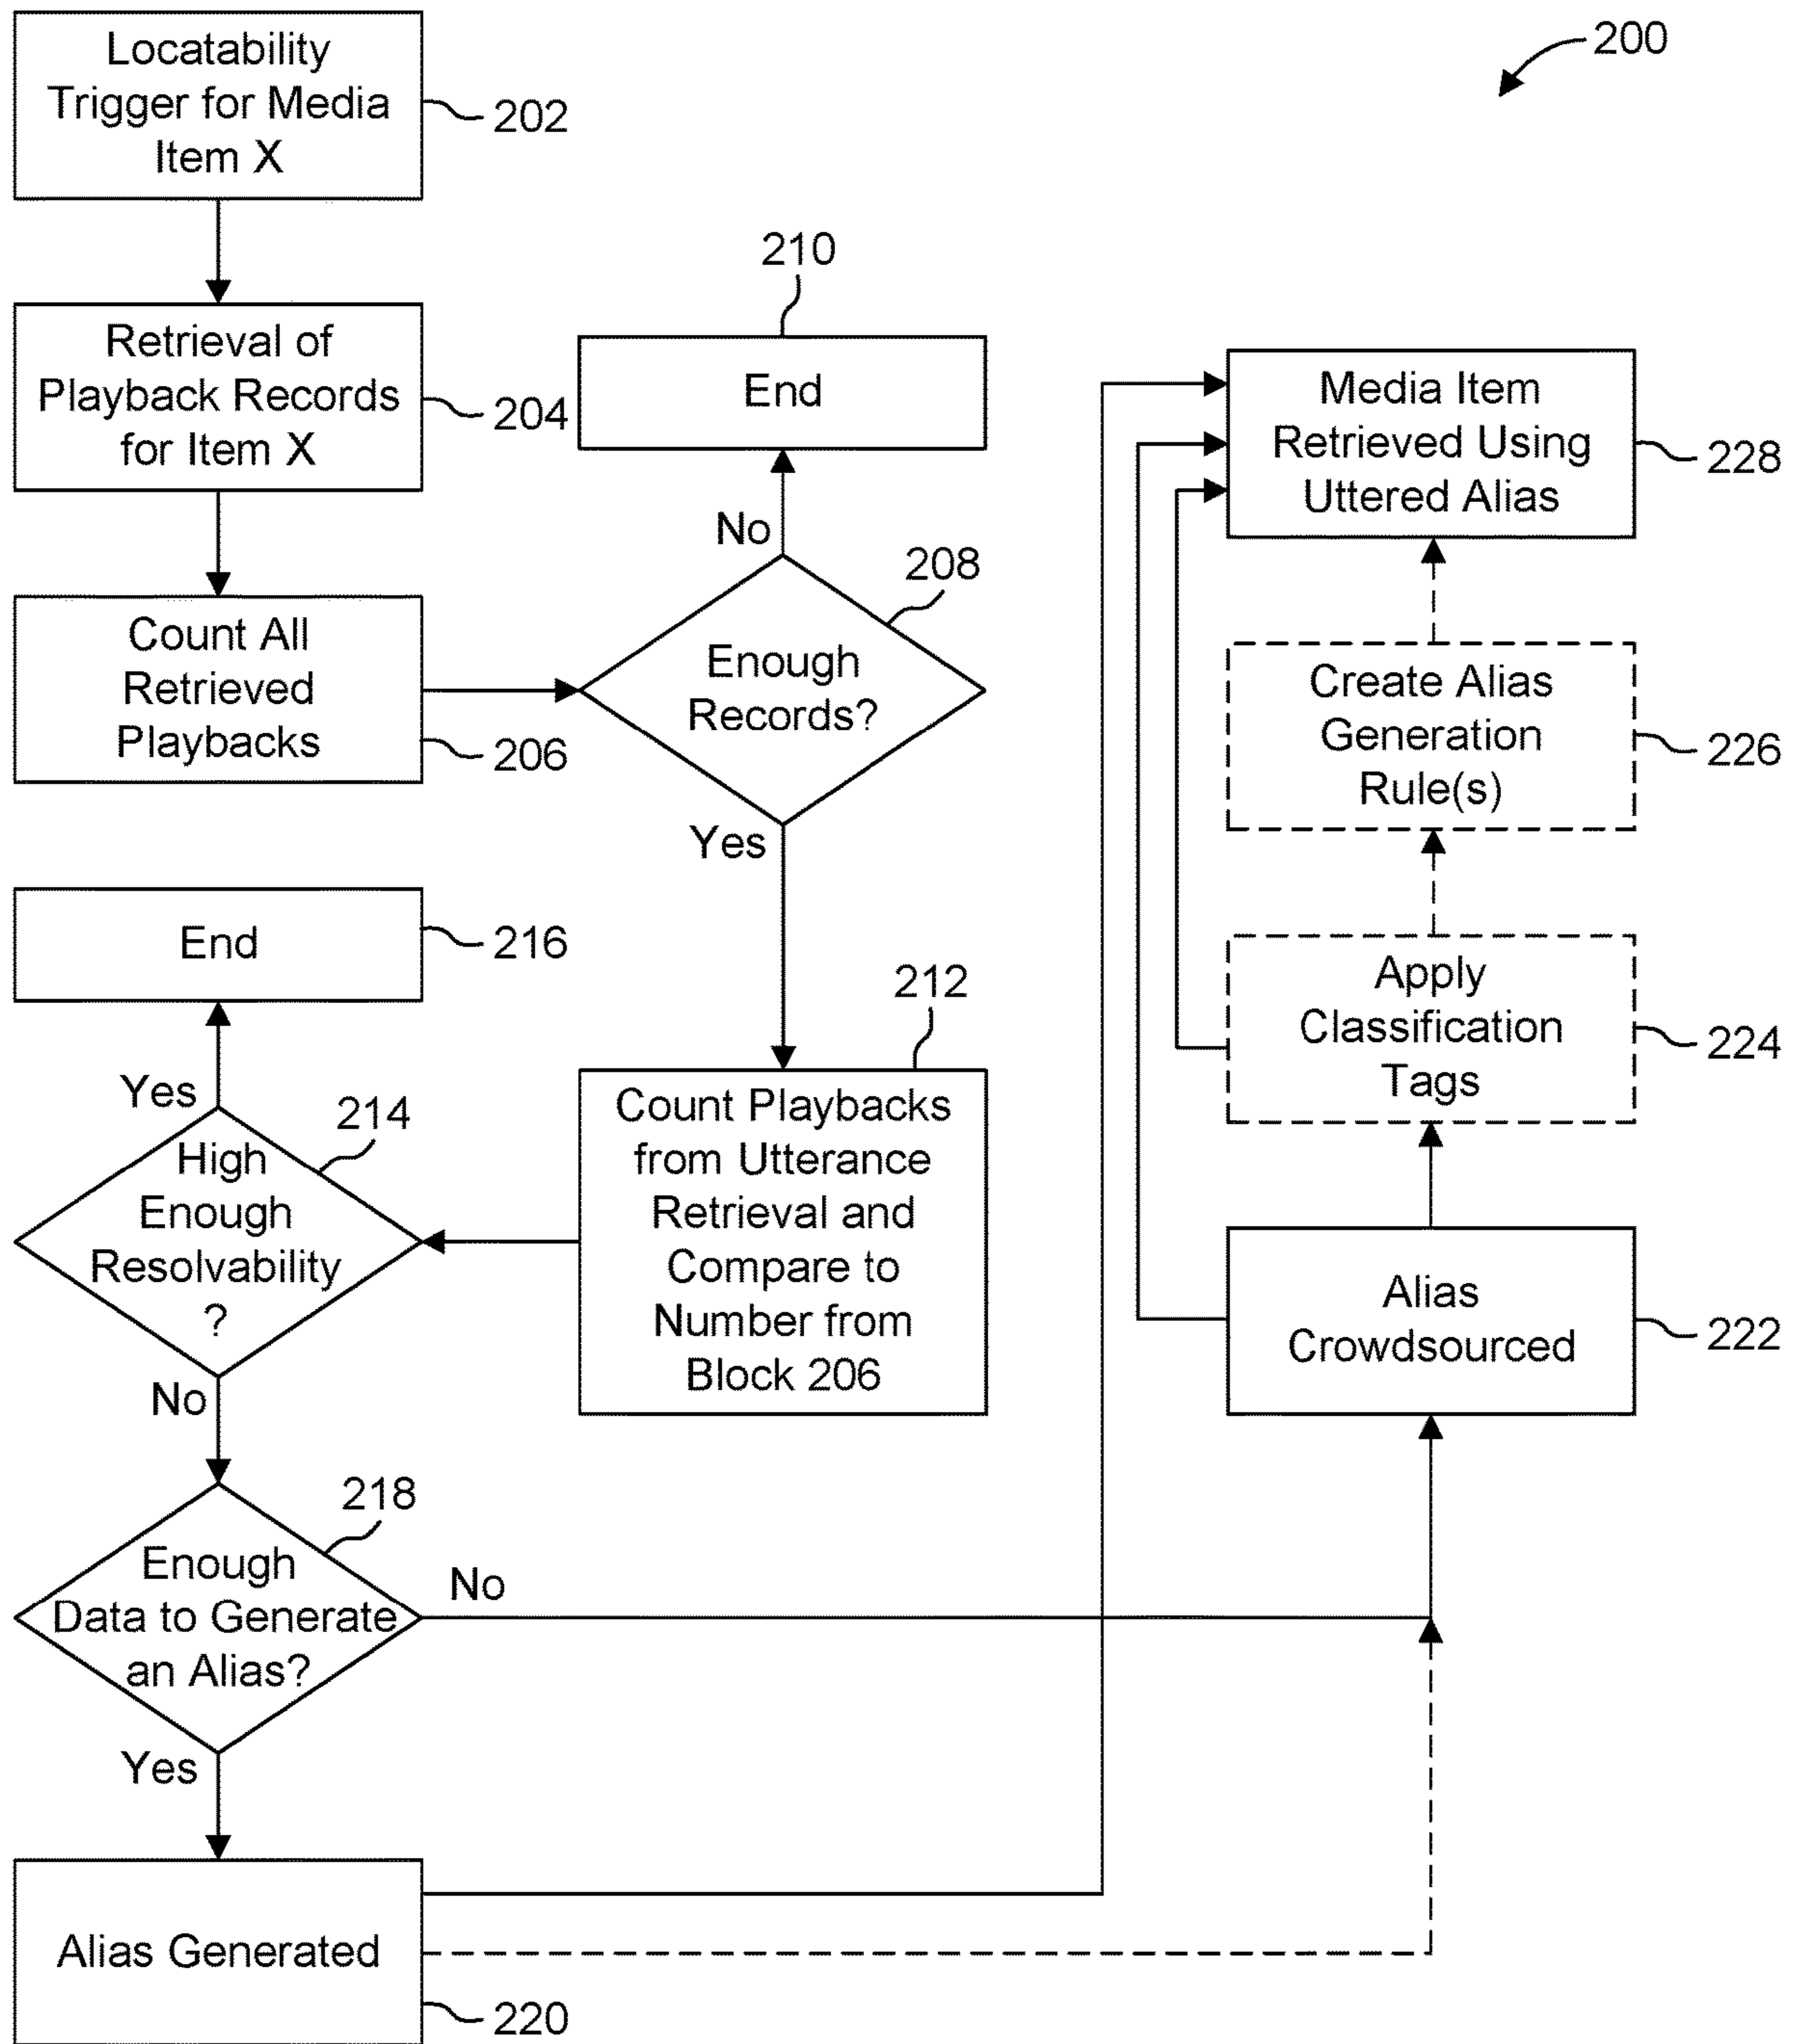 200
Locatability
Trigger for Media
Item X
202
Retrieval of
Playback Records
for Item X
204
Count All
Retrieved
Playbacks
206
Enough
Records?
208
No
End
210
Yes
Count Playbacks
from Utterance
Retrieval and
Compare to
Number from
Block 206
212
High
Enough
Resolvability
?
214
Yes
End
216
No
Enough
Data to Generate
an Alias?
218
No
Yes
Alias Generated
220
Alias
Crowdsourced
222
Apply
Classification
Tags
224
Create Alias
Generation
Rule(s)
226
Media Item
Retrieved Using
Uttered Alias
228